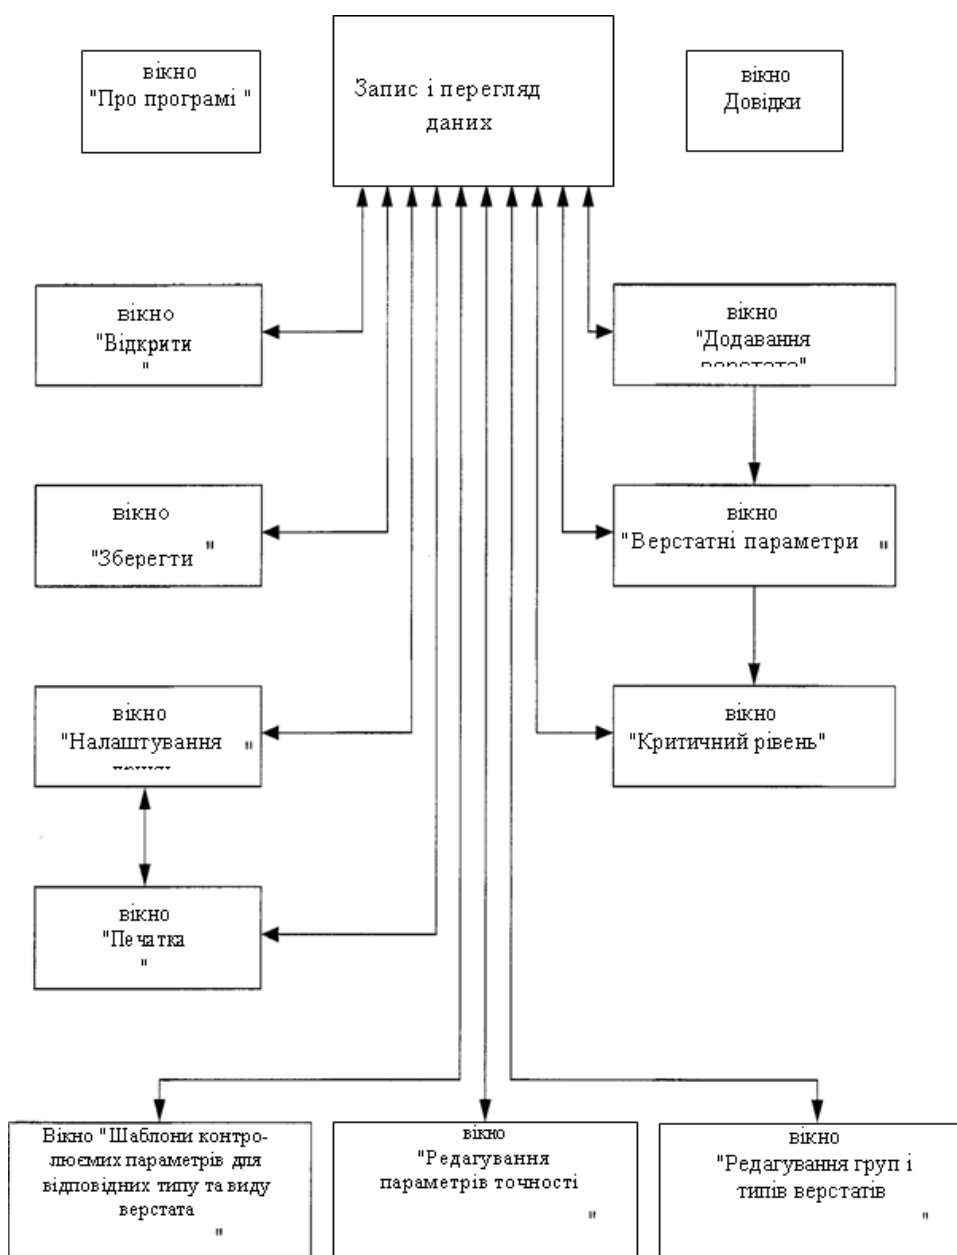 вікно
"Про програмі "
Запис і перегляд
даних
вікно
Довідки
вікно
"Відкрити
"
вікно
"Додавання
верстата"
вікно
"Зберегти "
вікно
"Верстатні параметри "
вікно
"Налаштування "
вікно
"Критичний рівень"
вікно
"Печатка
"
Вікно "Шаблони контро-
люємих параметрів для
відповідних типу та виду
верстата
"
вікно
"Редагування
параметрів точності
"
вікно
"Редагування груп і
типів верстатів
"